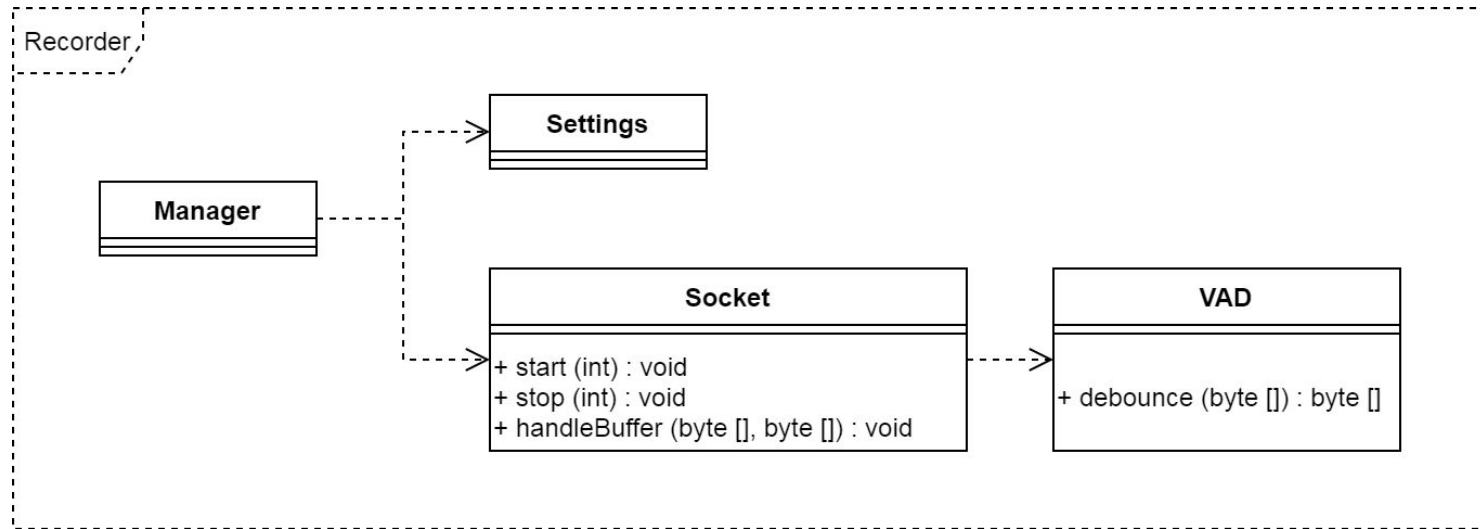 Recorder
Settings
Manager
Socket
+ start (int) : void
+ stop (int) : void
+ handleBuffer (byte [], byte []) : void
VAD
+ debounce (byte []) : byte []